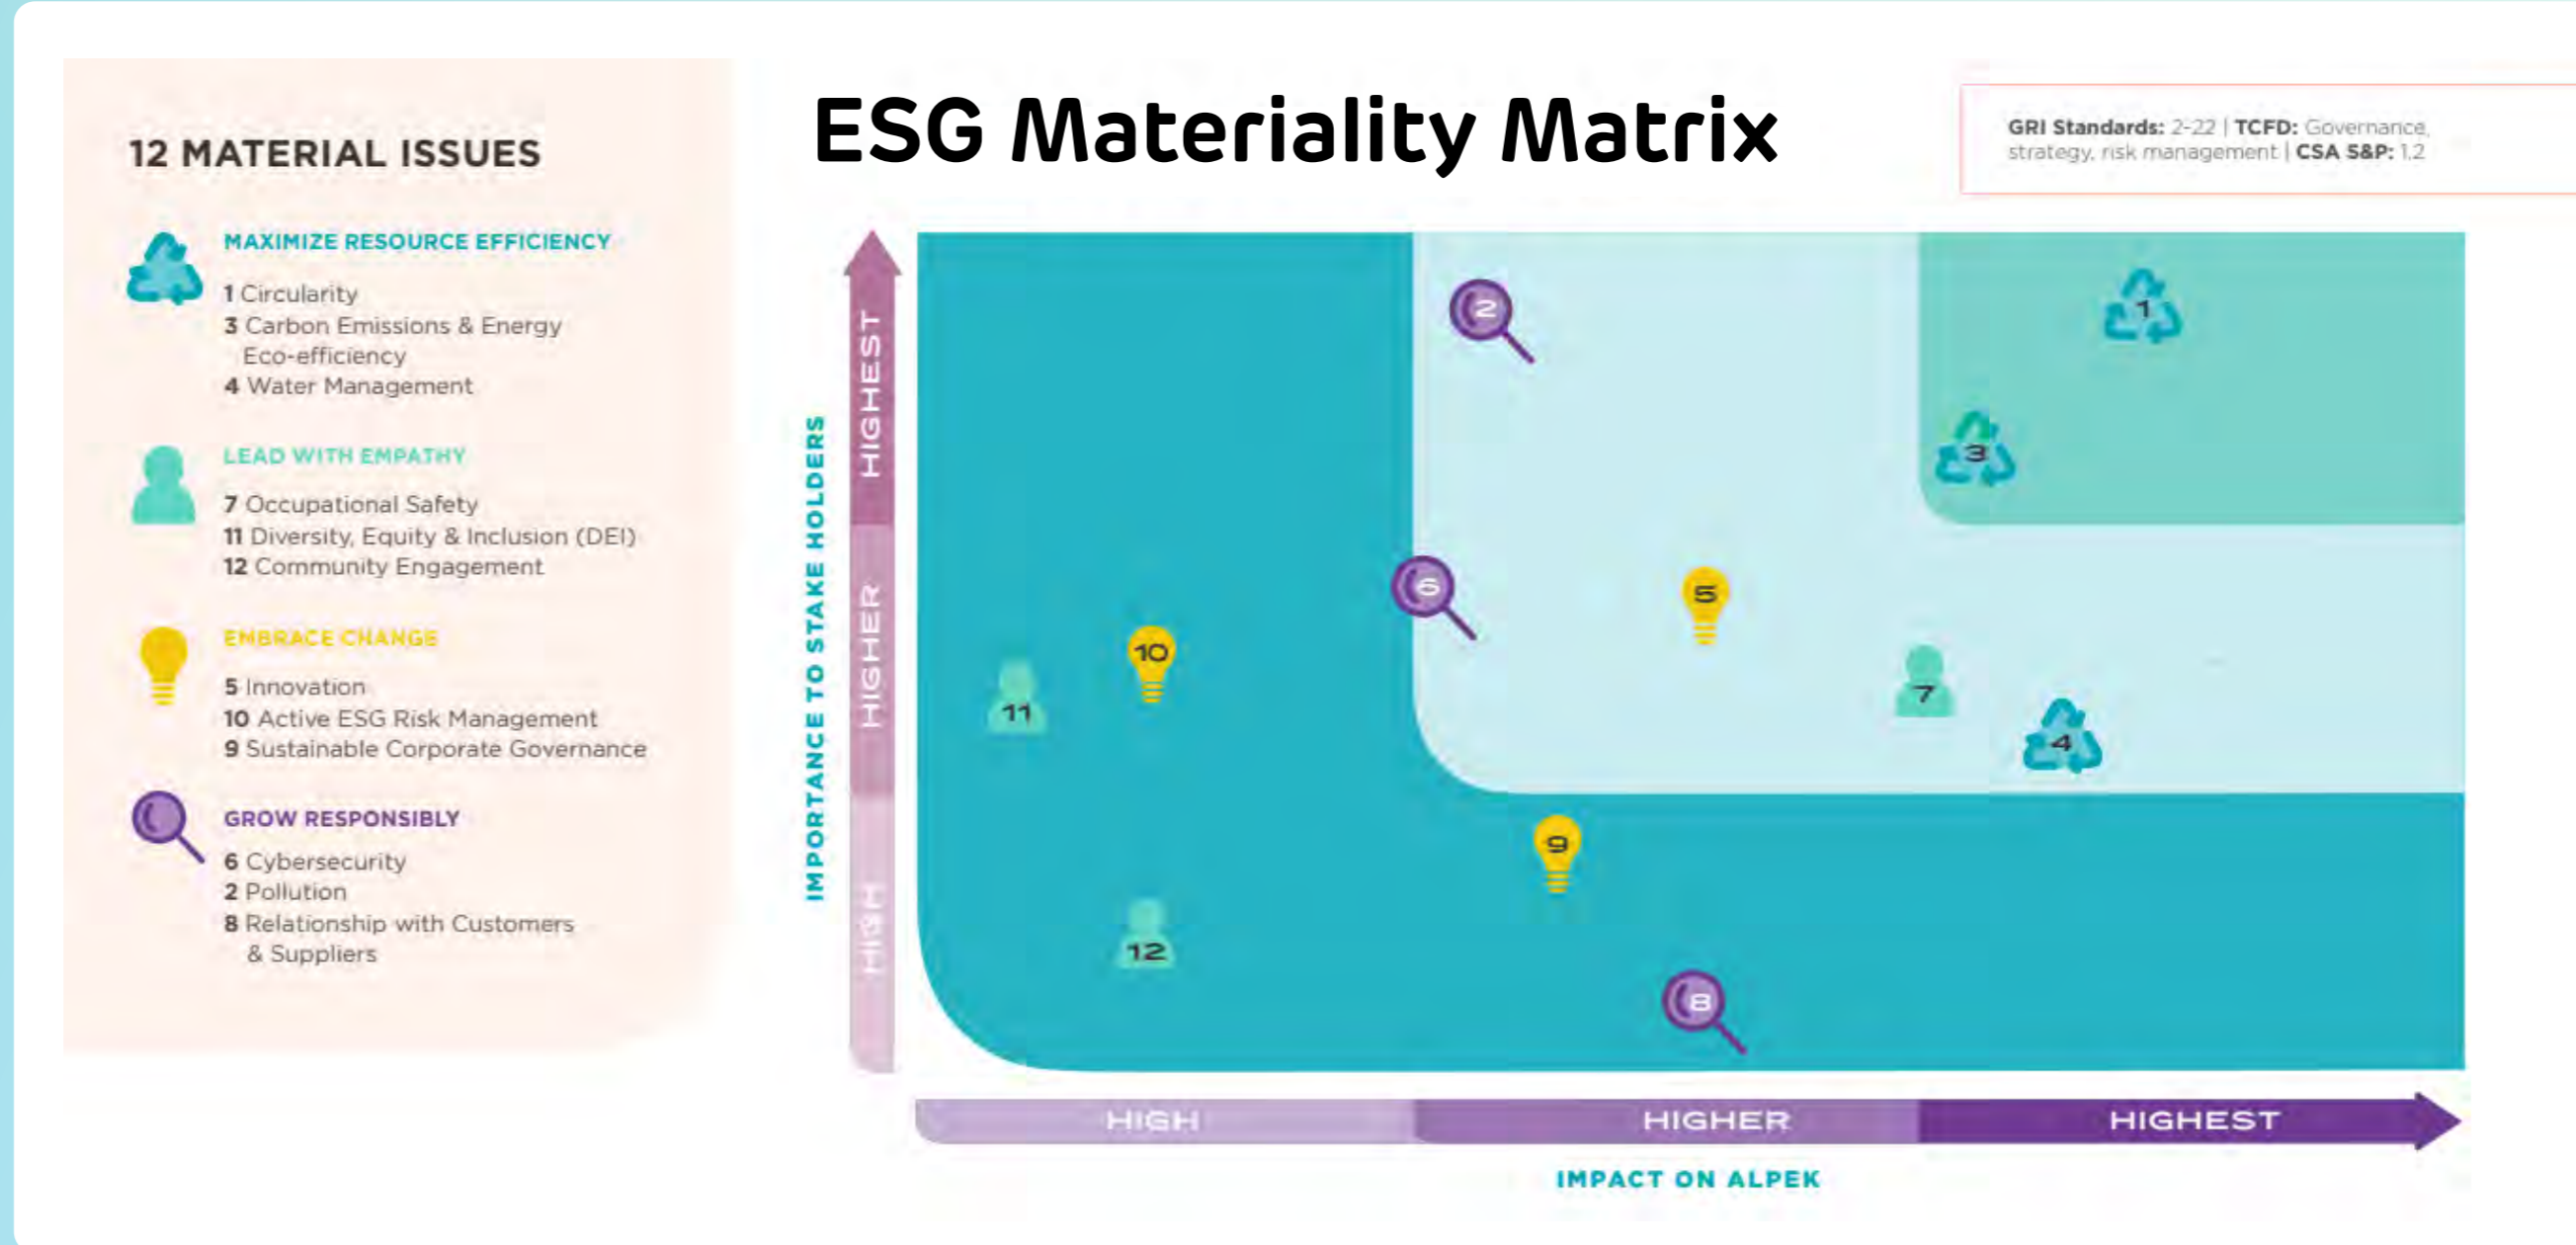 12 MATERIAL ISSUES
MAXIMIZE RESOURCE EFFICIENCY
1 Circularity
3 Carbon Emissions & Energy
Eco-efficiency
4 Water Management
LEAD WITH EMPATHY
7 Occupational Safety
11 Diversity, Equity & Inclusion (DEI)
12 Community Engagement
EMBRACE CHANGE
5 Innovation
10 Active ESG Risk Management
9 Sustainable Corporate Governance
GROW RESPONSIBLY
6 Cybersecurity
2 Pollution
8 Relationship with Customers
& Suppliers
ESG Materiality Matrix
GRI Standards: 2-22 | TCFD: Governance,
strategy, risk management | CSA S&P: 1,2
IMPORTANCE TO STAKE HOLDERS
HIGHEST
HIGHER
HIGH
2
1
3
6
5
10
11
7
4
9
12
8
HIGH
HIGHER
HIGHEST
IMPACT ON ALPEK